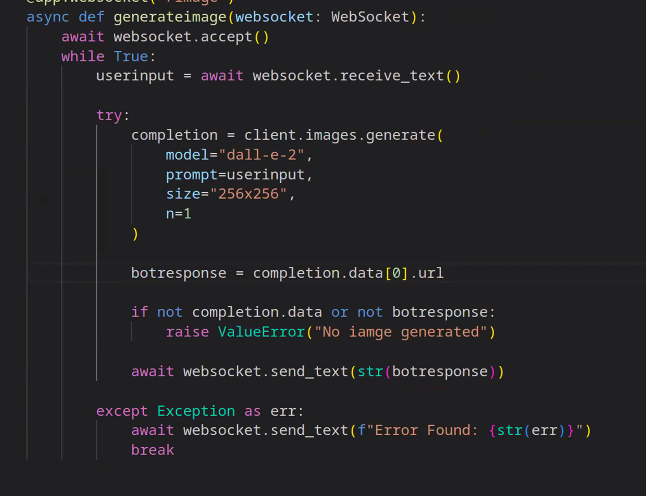 @app.websocket("/image")
async def generateimage(websocket: WebSocket):
    await websocket.accept()
    while True:
        userinput = await websocket.receive_text()
        try:
            completion = client.images.generate(
                model="dall-e-2",
                prompt=userinput,
                size="256x256",
                n=1
            )
            botresponse = completion.data[0].url
            if not completion.data or not botresponse:
                raise ValueError("No iamge generated")
            await websocket.send_text(str(botresponse))
        except Exception as err:
            await websocket.send_text(f"Error Found: {str(err)}")
            break